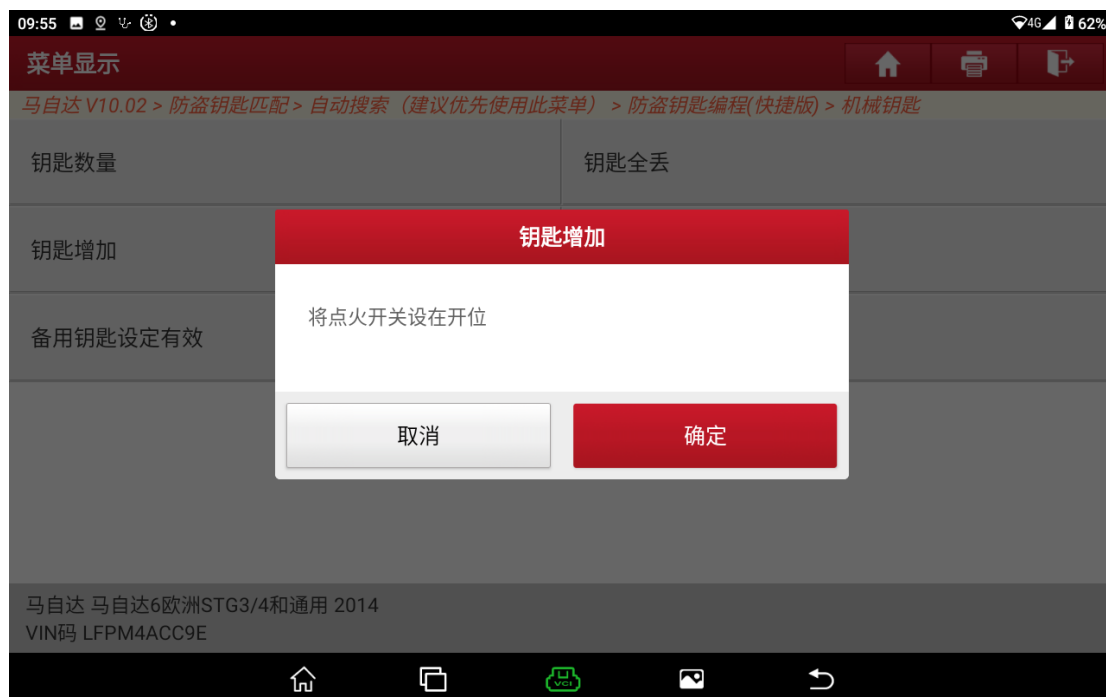 09:55 4G 62%
菜单显示
马自达 V10.02 > 防盗钥匙匹配 > 自动搜索（建议优先使用此菜单） > 防盗钥匙编程(快捷版) > 机械钥匙
钥匙数量 钥匙全丢
钥匙增加
钥匙增加
将点火开关设在开位
备用钥匙设定有效
取消 确定
马自达 马自达6欧洲STG3/4和通用 2014
VIN码 LFPM4ACC9E
VCI